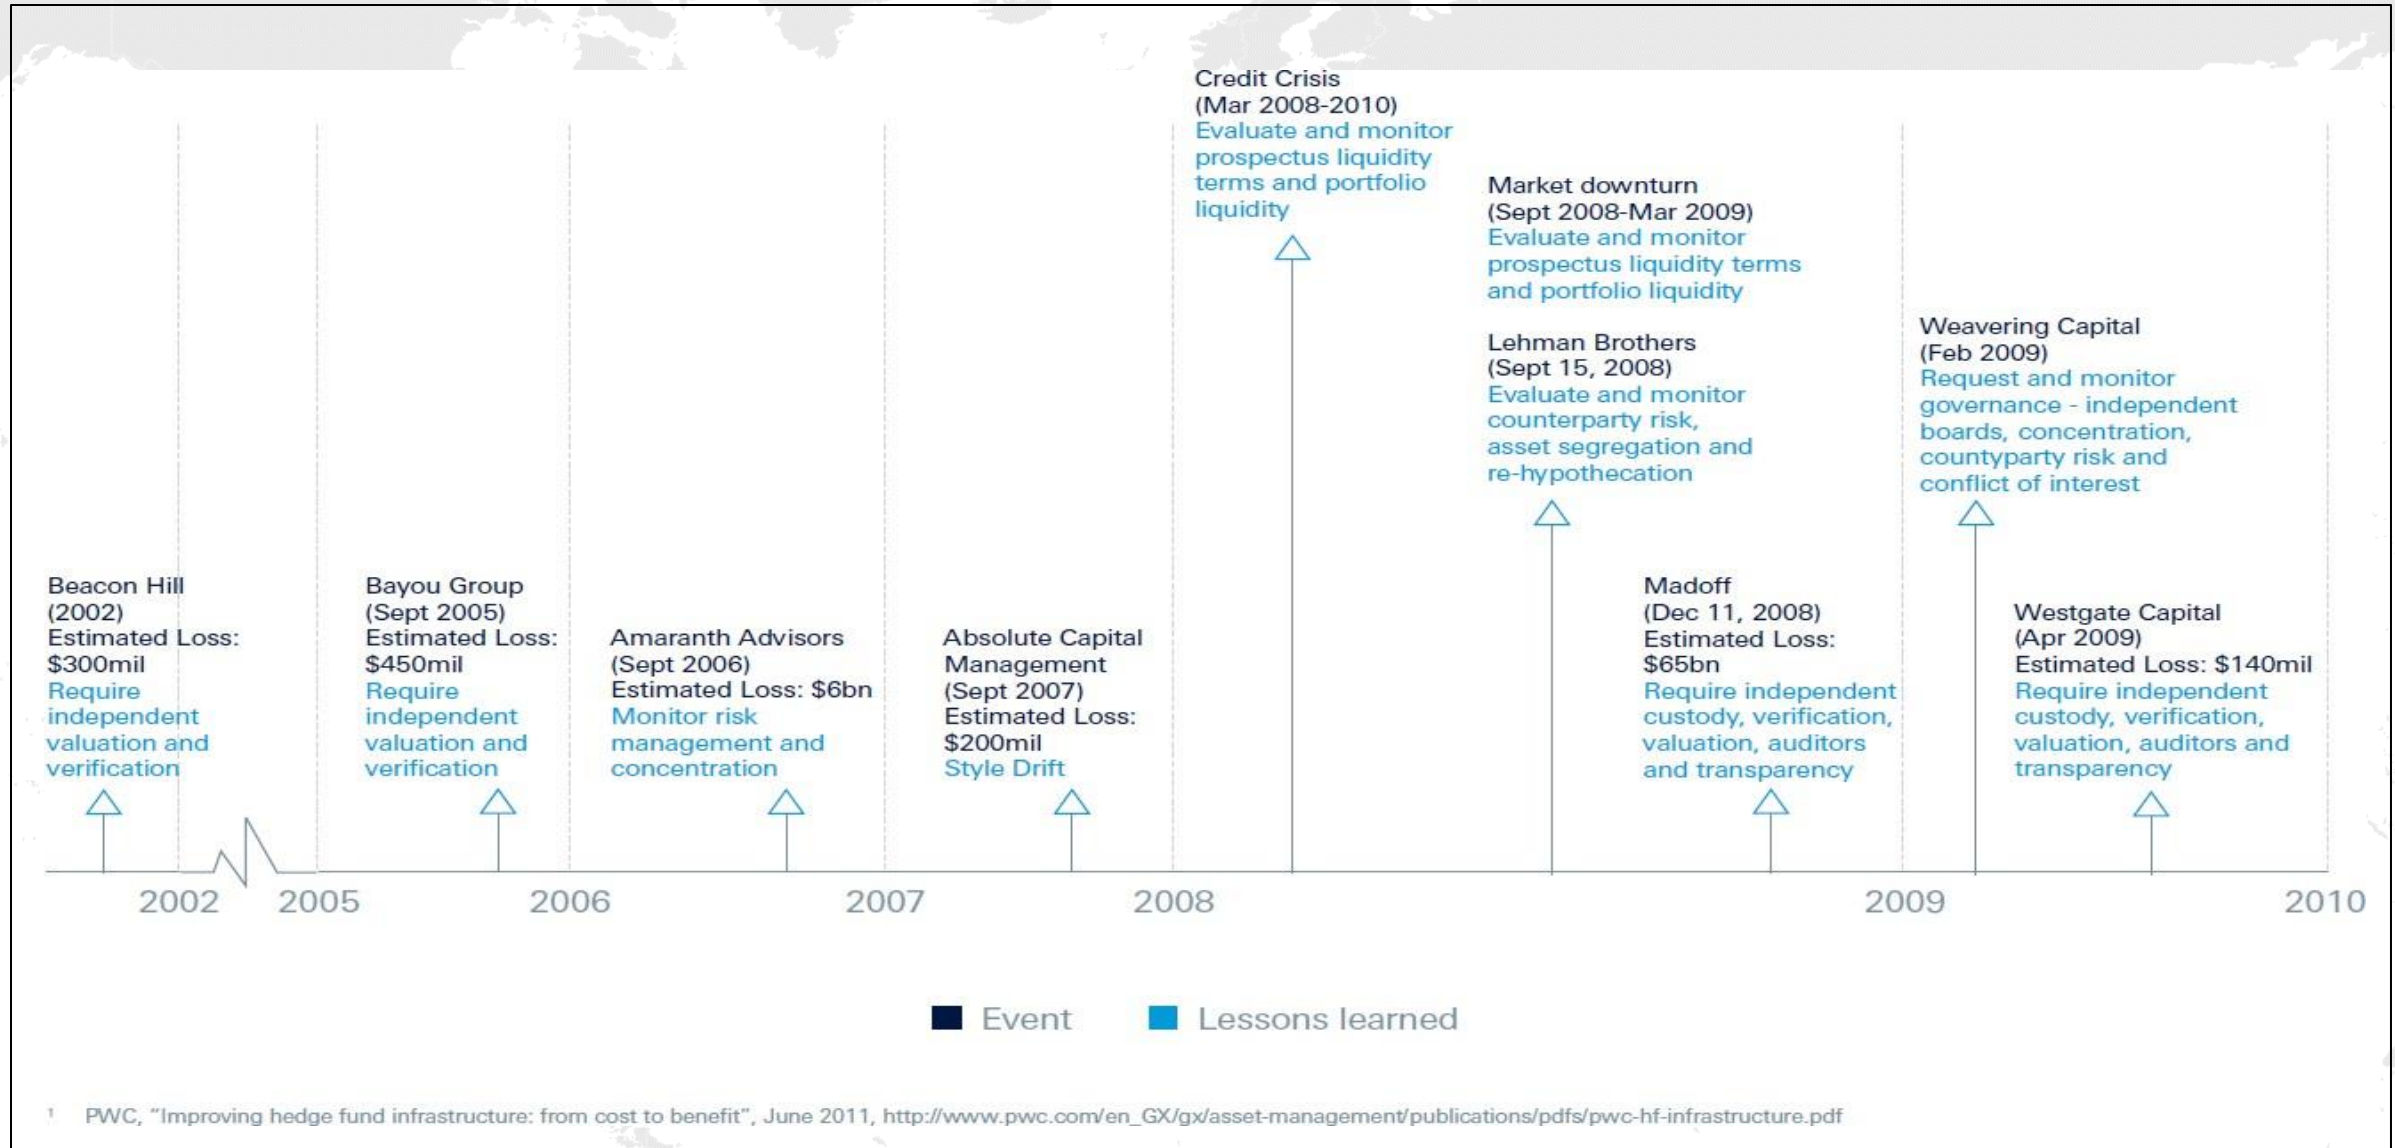 Credit Crisis
(Mar 2008-2010)
Evaluate and monitor
prospectus liquidity
terms and portfolio
liquidity
Market downturn
(Sept 2008-Mar 2009)
Evaluate and monitor
prospectus liquidity terms
and portfolio liquidity
Lehman Brothers
(Sept 15, 2008)
Evaluate and monitor
counterparty risk,
asset segregation and
re-hypothecation
Weavering Capital
(Feb 2009)
Request and monitor
governance - independent
boards, concentration,
countyparty risk and
conflict of interest
Beacon Hill
(2002)
Estimated Loss:
$300mil
Require
independent
valuation and
verification
Bayou Group
(Sept 2005)
Estimated Loss:
$450mil
Require
independent
valuation and
verification
Amaranth Advisors
(Sept 2006)
Estimated Loss: $6bn
Monitor risk
management and
concentration
Absolute Capital
Management
(Sept 2007)
Estimated Loss:
$200mil
Style Drift
Madoff
(Dec 11, 2008)
Estimated Loss:
$65bn
Require independent
custody, verification,
valuation, auditors
and transparency
Westgate Capital
(Apr 2009)
Estimated Loss: $140mil
Require independent
custody, verification,
valuation, auditors and
transparency
2002 2005 2006 2007 2008 2009 2010
Event Lessons learned
1 PWC, “Improving hedge fund infrastructure: from cost to benefit”, June 2011, http://www.pwc.com/en_GX/gx/asset-management/publications/pdfs/pwc-hf-infrastructure.pdf